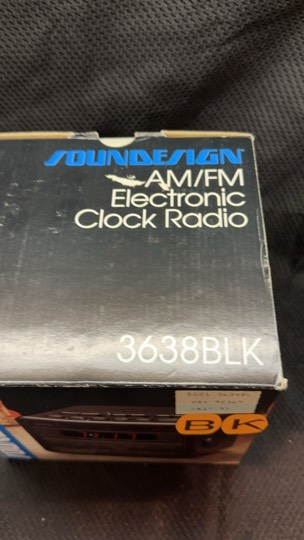 SOUNDESIGN
AM/FM
Electronic
Clock Radio
3638BLK
BK